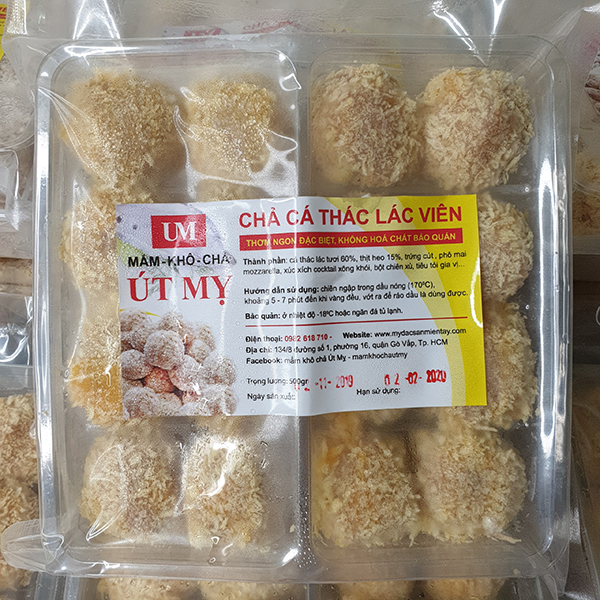 UM
MẮM-KHÔ-CHẢ
ÚT MỴ
CHẢ CÁ THÁC LÁC VIÊN
THƠM NGON ĐẶC BIỆT, KHÔNG HOÁ CHẤT BẢO QUẢN
Thành phần: cá thác lác tươi 60%, thịt heo 15%, trứng cút, phô mai
mozzarella, xúc xích cocktail xông khói, bột chiên xù, tiêu tỏi gia vị...
Hướng dẫn sử dụng: chiên ngập trong dầu nóng (170ºC),
khoảng 5 - 7 phút đến khi vàng đều, vớt ra để ráo dầu là dùng được.
Bảo quản: ở nhiệt độ -18ºC hoặc ngăn đá tủ lạnh.
Điện thoại: 0982 618 710 - Website: www.mydacsanmientay.com
Địa chỉ: 134/8 đường số 1, phường 16, quận Gò Vấp, Tp. HCM
Facebook: mắm khô chả Út Mỵ - mamkhochautmy
Trọng lượng: 500gr
-11-2019 02-02-2020
Ngày sản xuất: Hạn sử dụng: